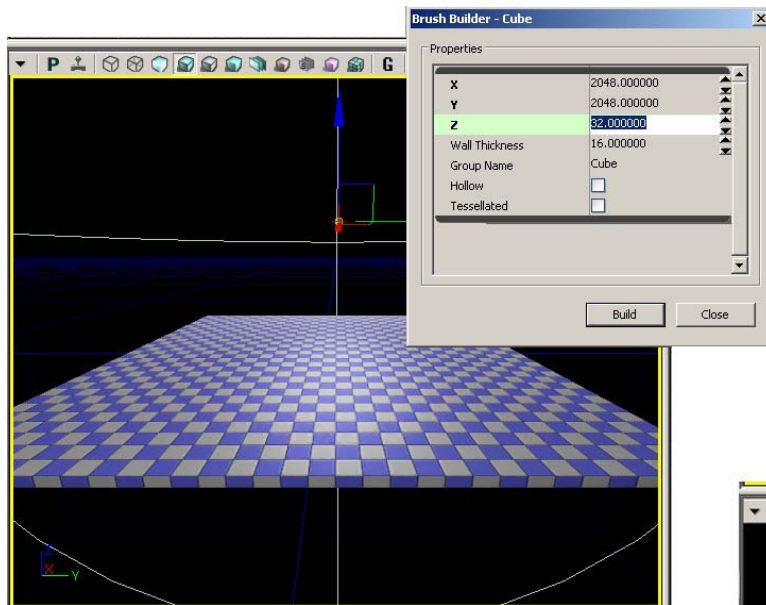 Brush Builder - Cube
Properties
P G
X 2048.000000
Y 2048.000000
Z 32.000000
Wall Thickness 16.000000
Group Name Cube
Hollow
Tessellated
Build Close
Z
X Y